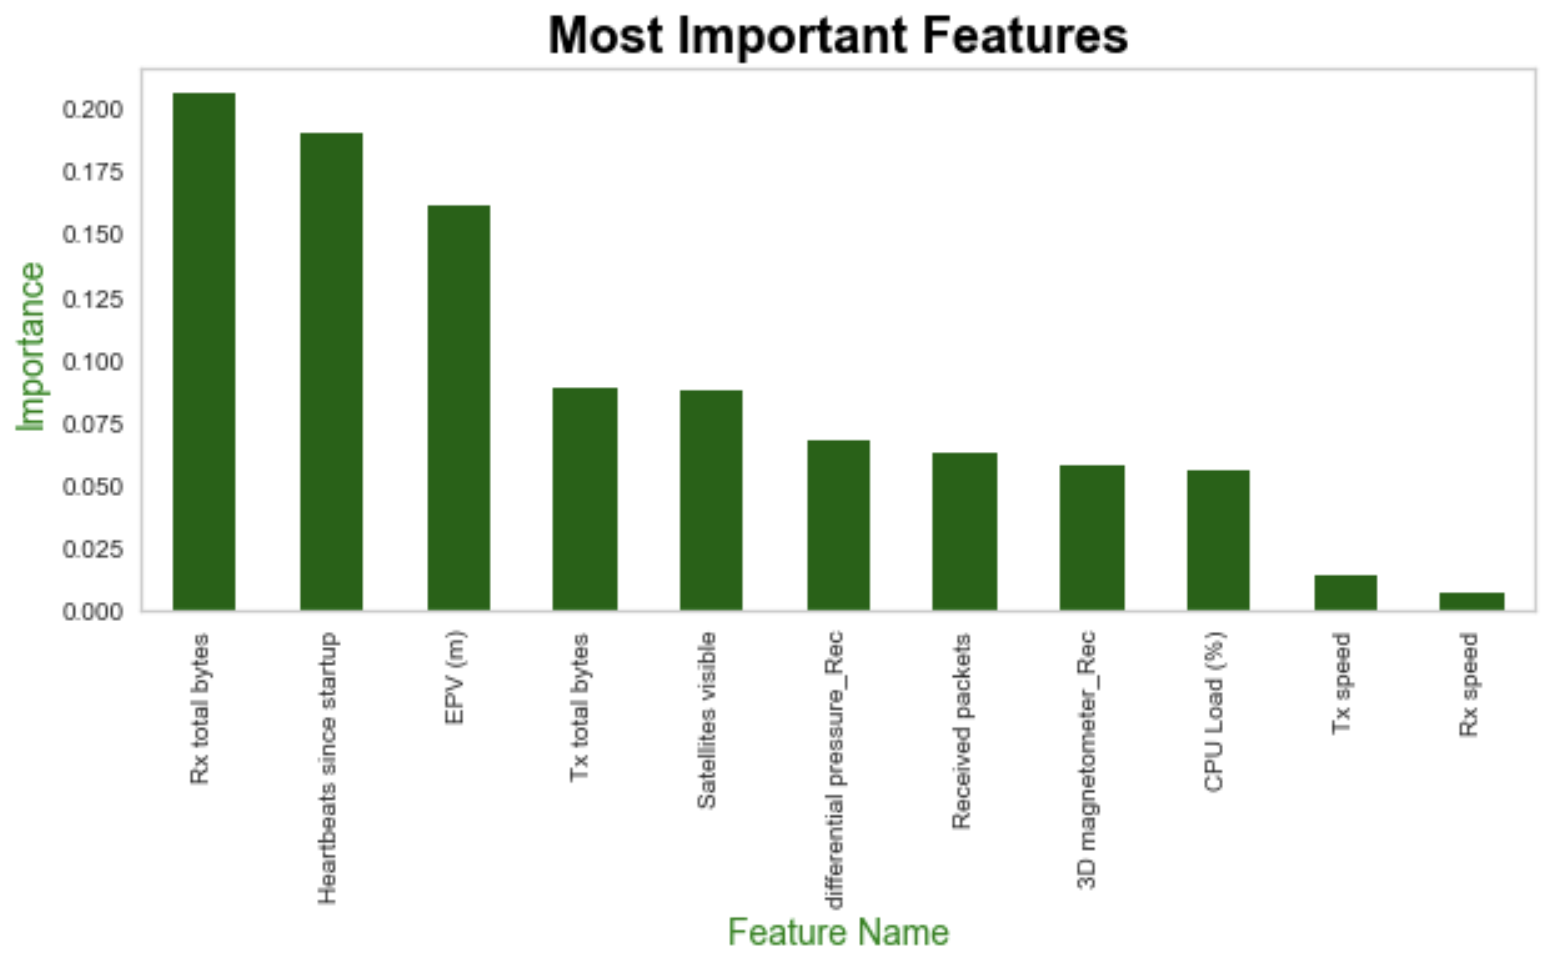 Most Important Features
Importance
0.200
0.175
0.150
0.125
0.100
0.075
0.050
0.025
0.000
Rx total bytes
Heartbeats since startup
EPV (m)
Tx total bytes
Satellites visible
differential pressure_Rec
Received packets
3D magnetometer_Rec
CPU Load (%)
Tx speed
Rx speed
Feature Name